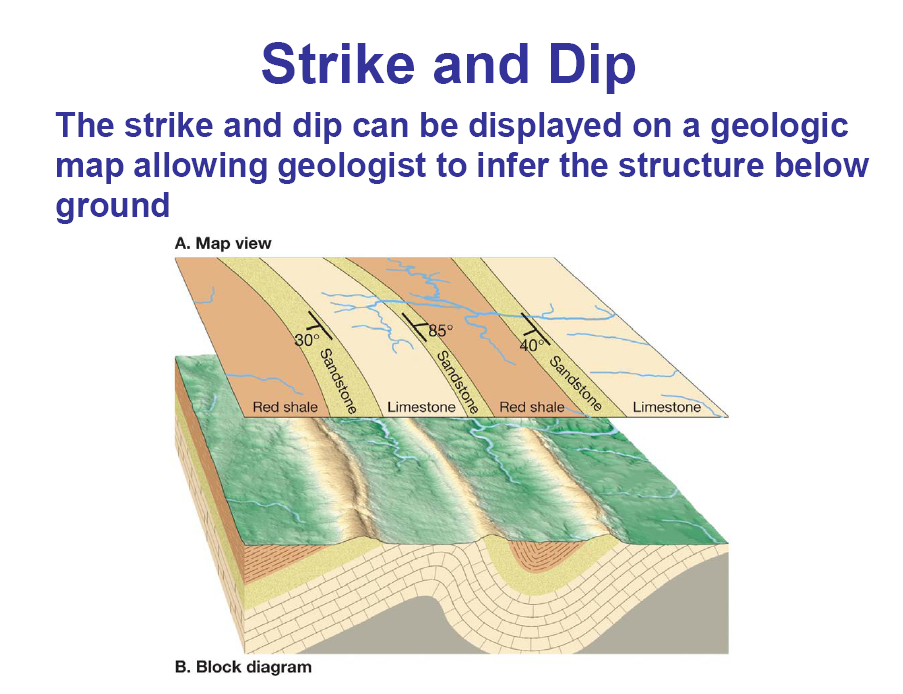 Strike and Dip
The strike and dip can be displayed on a geologic
map allowing geologist to infer the structure below
ground
A. Map view
30°
85°
40°
Sandstone
Sandstone
Sandstone
Red shale
Limestone
Red shale
Limestone
B. Block diagram